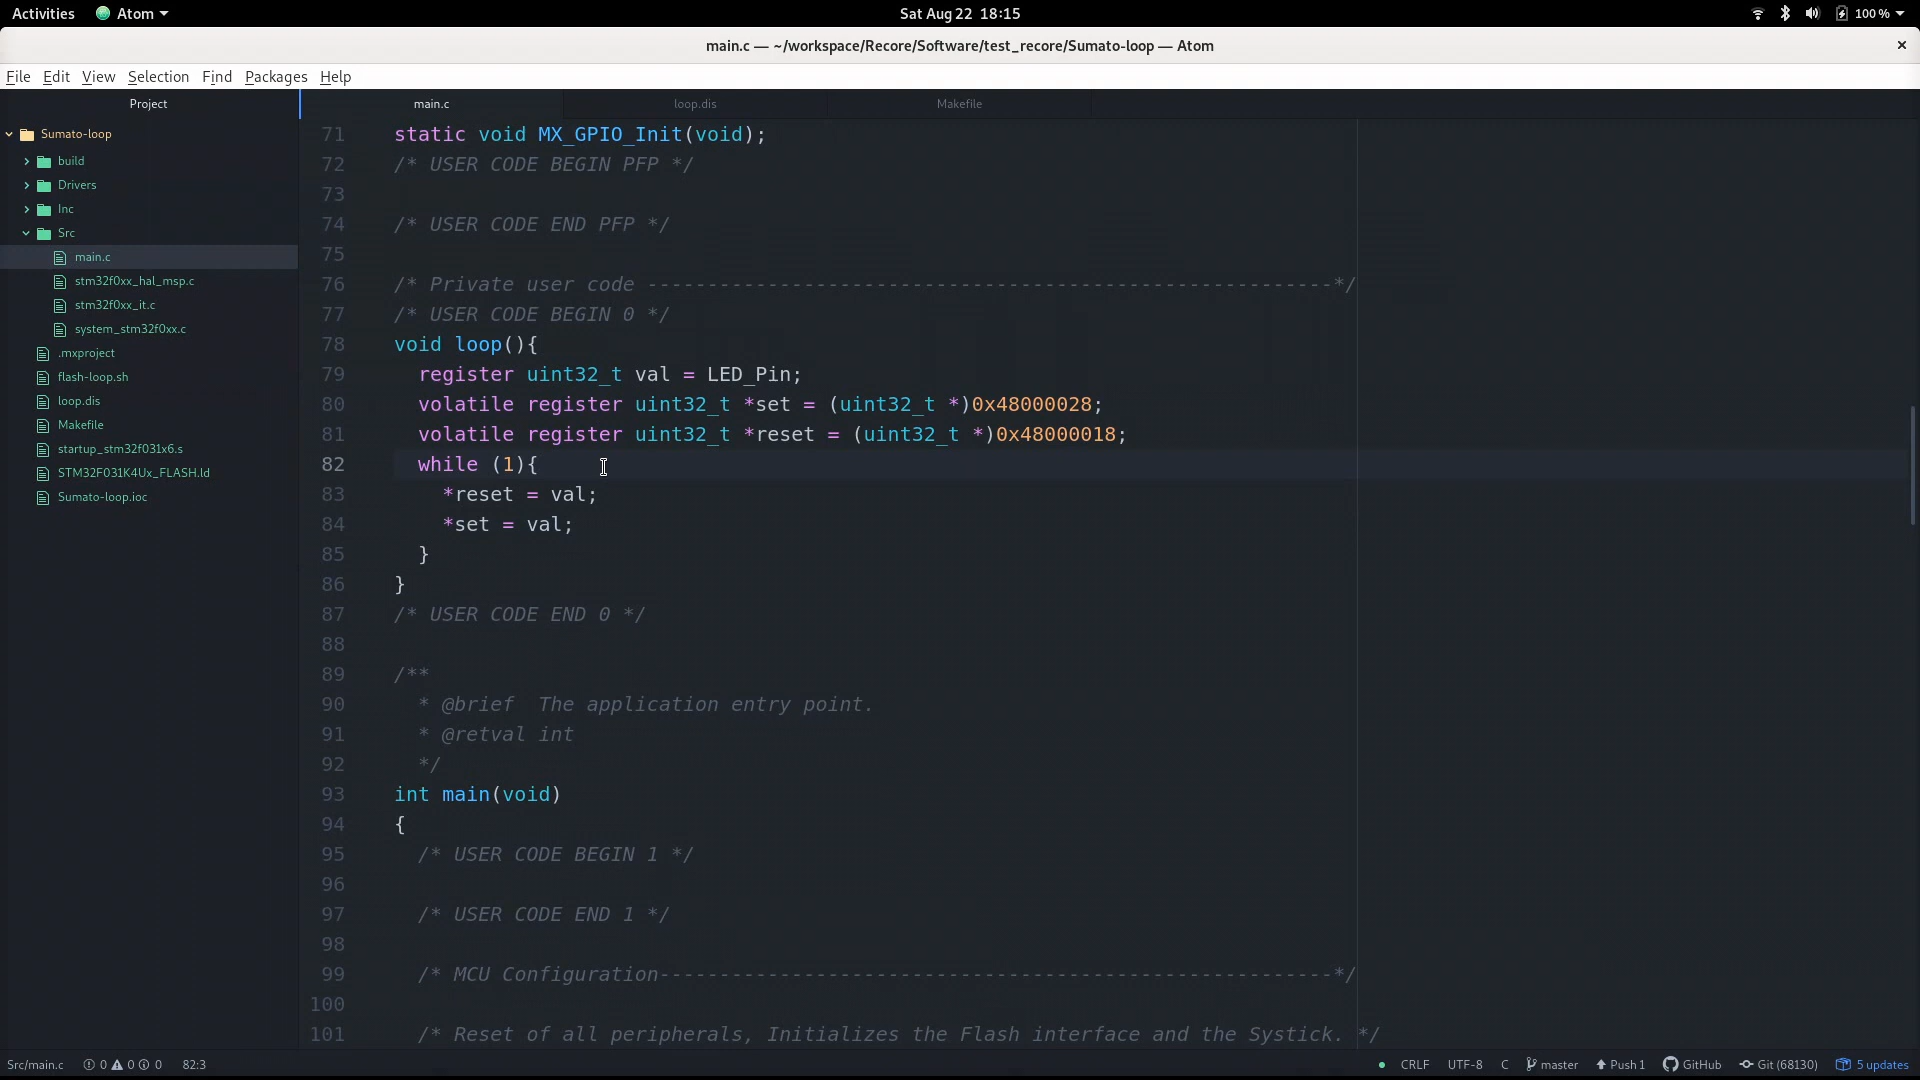 Activities Atom Sat Aug 22 18:15 100 %
main.c — ~/workspace/Recore/Software/test_recore/Sumato-loop — Atom
File Edit View Selection Find Packages Help
Project
Sumato-loop
build
Drivers
Inc
Src
main.c
stm32f0xx_hal_msp.c
stm32f0xx_it.c
system_stm32f0xx.c
.mxproject
flash-loop.sh
loop.dis
Makefile
startup_stm32f031x6.s
STM32F031K4Ux_FLASH.ld
Sumato-loop.ioc
main.c loop.dis Makefile
71 static void MX_GPIO_Init(void);
72 /* USER CODE BEGIN PFP */
73
74 /* USER CODE END PFP */
75
76 /* Private user code ---------------------------------------------------------*/
77 /* USER CODE BEGIN 0 */
78 void loop(){
79 register uint32_t val = LED_Pin;
80 volatile register uint32_t *set = (uint32_t *)0x48000028;
81 volatile register uint32_t *reset = (uint32_t *)0x48000018;
82 while (1){
83 *reset = val;
84 *set = val;
85 }
86 }
87 /* USER CODE END 0 */
88
89 /**
90 * @brief  The application entry point.
91 * @retval int
92 */
93 int main(void)
94 {
95 /* USER CODE BEGIN 1 */
96
97 /* USER CODE END 1 */
98
99 /* MCU Configuration--------------------------------------------------------*/
100
101 /* Reset of all peripherals, Initializes the Flash interface and the Systick. */
Src/main.c 0 0 0 82:3 CRLF UTF-8 C master Push 1 GitHub Git (68130) 5 updates